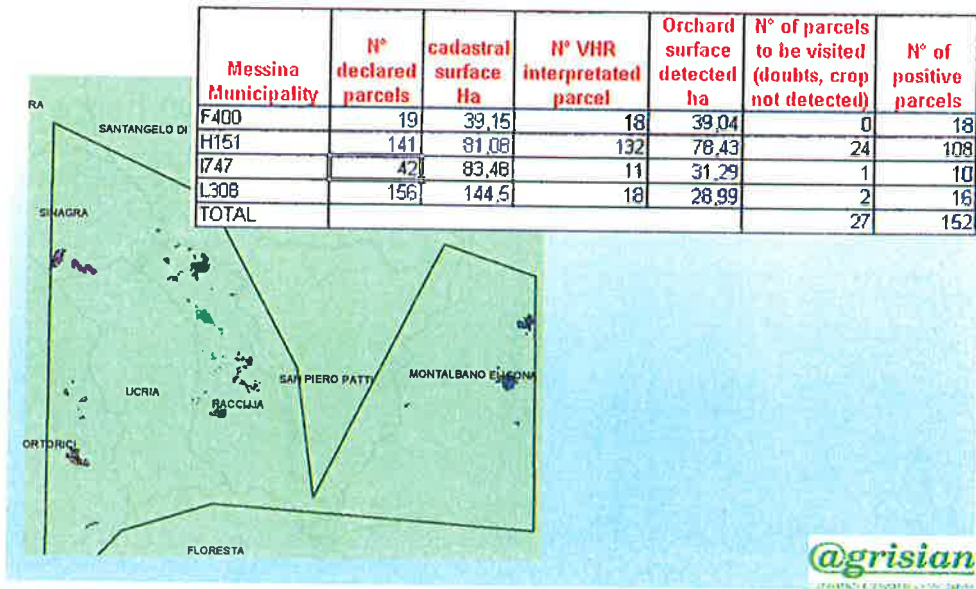 Messina Municipality | N° declared parcels | cadastral surface Ha | N° VHR interpretated parcel | Orchard surface detected ha | N° of parcels to be visited (doubts, crop not detected) | N° of positive parcels
F400 | 19 | 39,15 | 18 | 39,04 | 0 | 18
H151 | 141 | 81,08 | 132 | 78,43 | 24 | 108
I747 | 42 | 83,48 | 11 | 31,29 | 1 | 10
L308 | 156 | 144,5 | 18 | 28,99 | 2 | 16
TOTAL | 27 | 152
RA
SANTANGELO DI
SINAGRA
UCRIA
RACCUJA
SAN PIERO PATTI
MONTALBANO ELICONA
ORTORICI
FLORESTA
@grisian